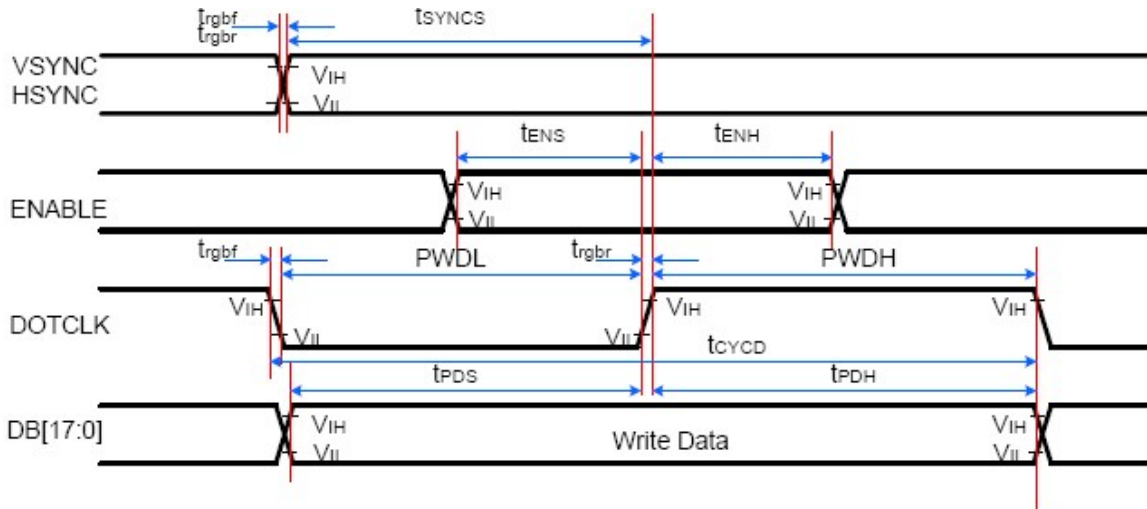 trgbf tSYNCS
trgbr
VSYNC VIH
HSYNC VIL
tENS tENH
VIH VIH
ENABLE VIL VIL
trgbf PWDL trgbr PWDH
VIH VIH VIH
DOTCLK VIL VIL
tCYCD
tPDS tPDH
DB[17:0] VIH Write Data VIH
VIL VIL